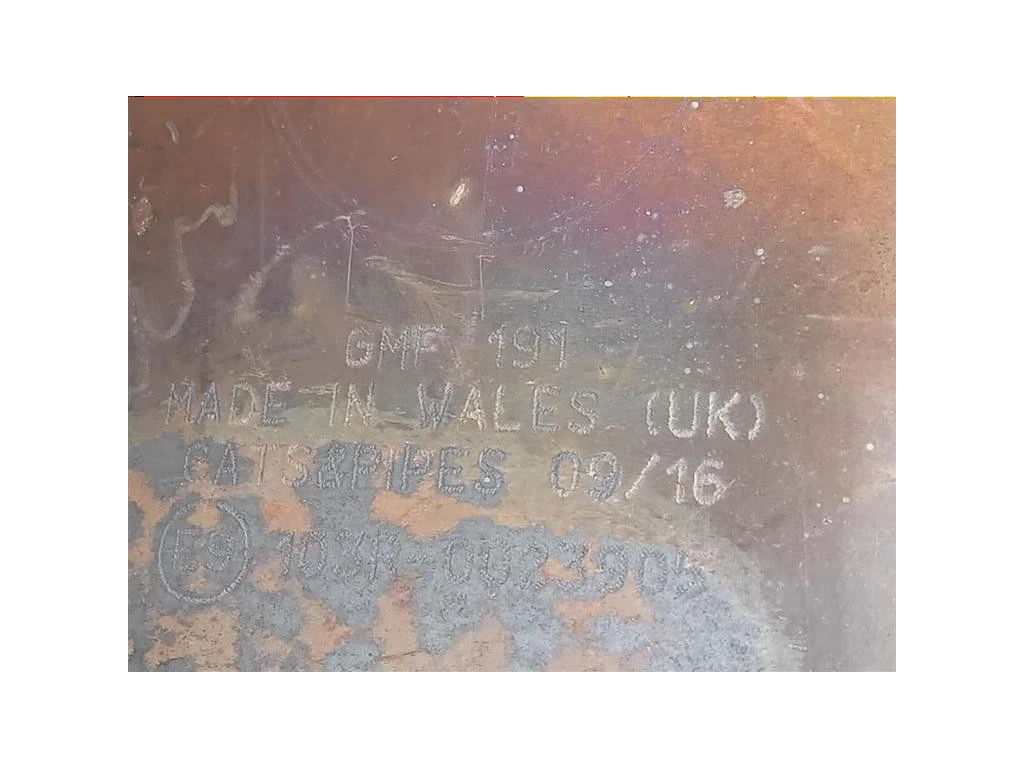 GMF 191
MADE IN WALES (UK)
CATS&PIPES 09/16
E9 103R-0023905